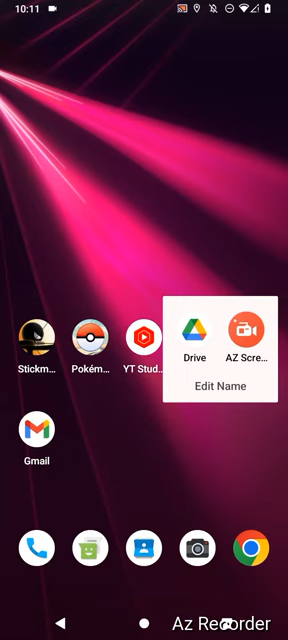 10:11
Drive AZ Scre...
Edit Name
Stickm... Pokém... YT Stud...
Gmail
Az Recorder